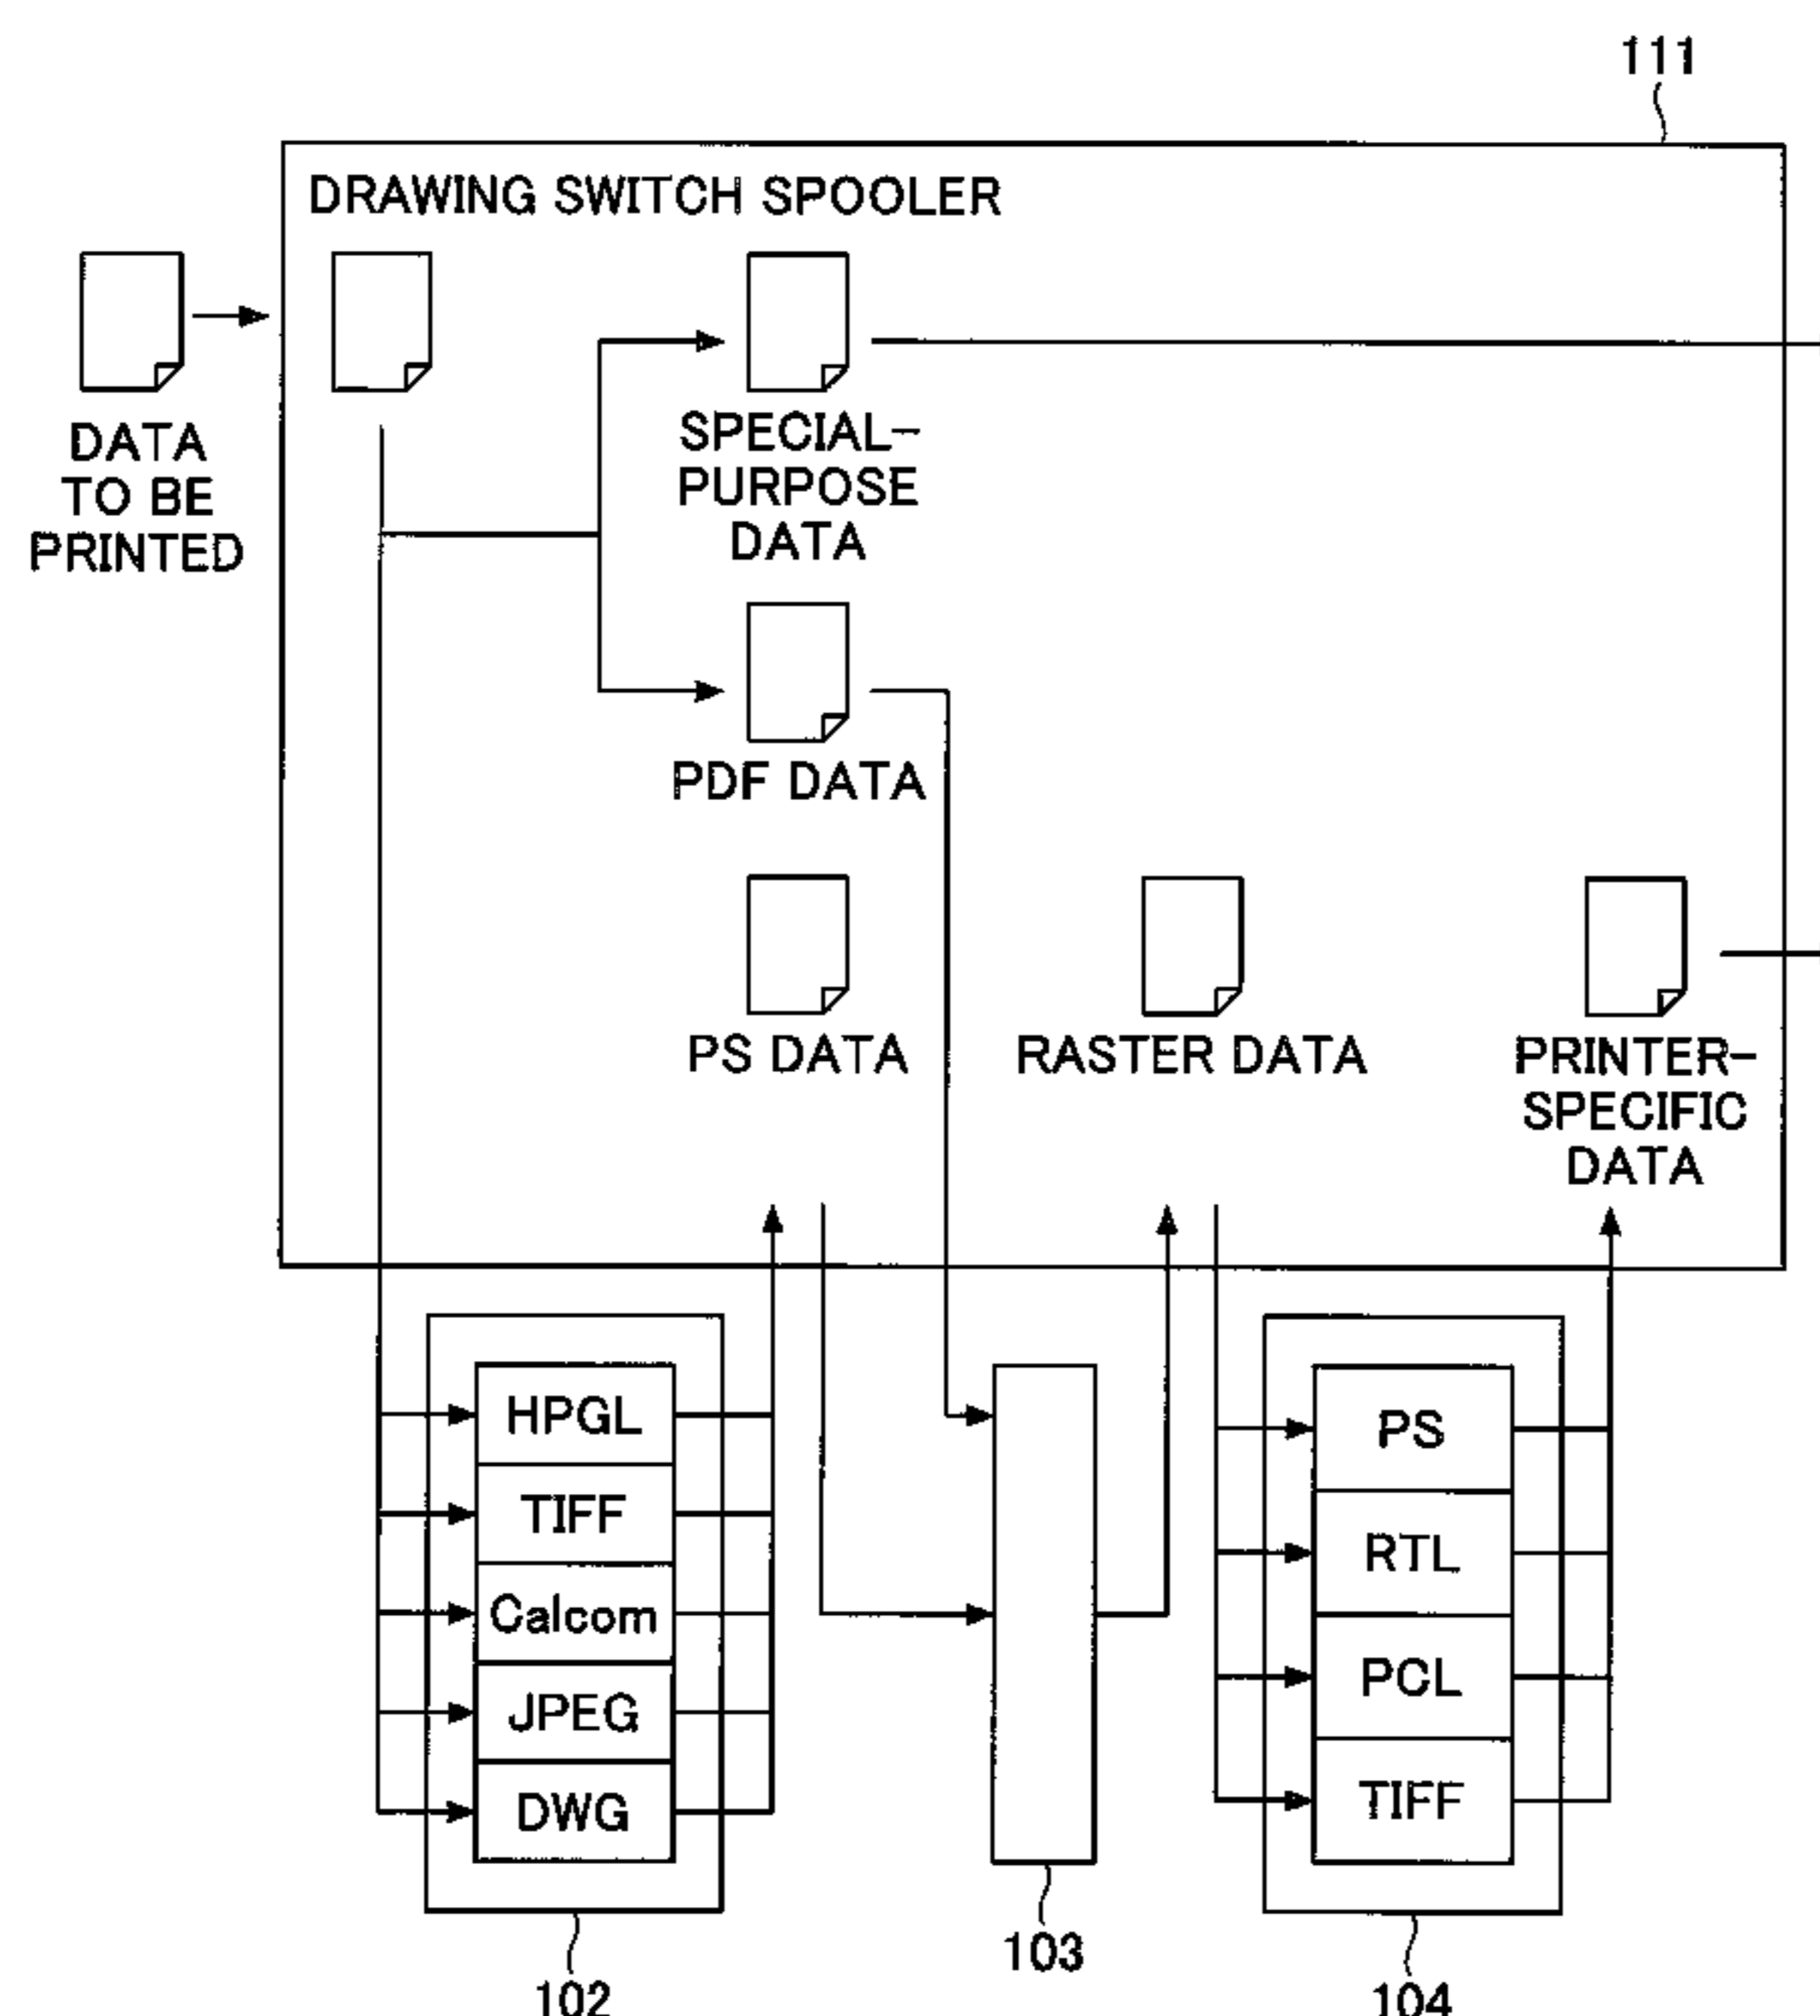 111
DRAWING SWITCH SPOOLER
DATA
TO BE
PRINTED
SPECIAL-
PURPOSE
DATA
PDF DATA
PS DATA
RASTER DATA
PRINTER-
SPECIFIC
DATA
HPGL
TIFF
Calcom
JPEG
DWG
PS
RTL
PCL
TIFF
102
103
104